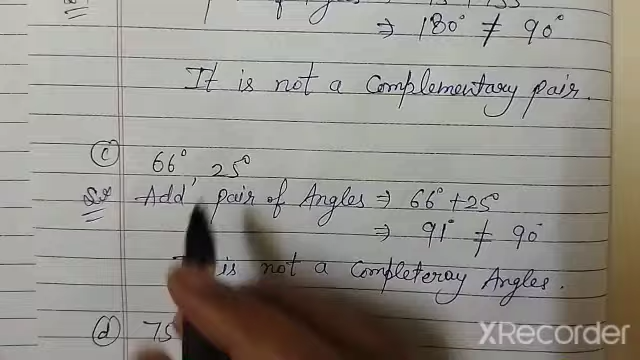 ⇒ 180° ≠ 90°
It is not a Complementary pair.
(c) 66°, 25°
Add pair of Angles ⇒ 66° + 25°
⇒ 91° ≠ 90°
is not a Completeray Angles.
(d) 75
XRecorder